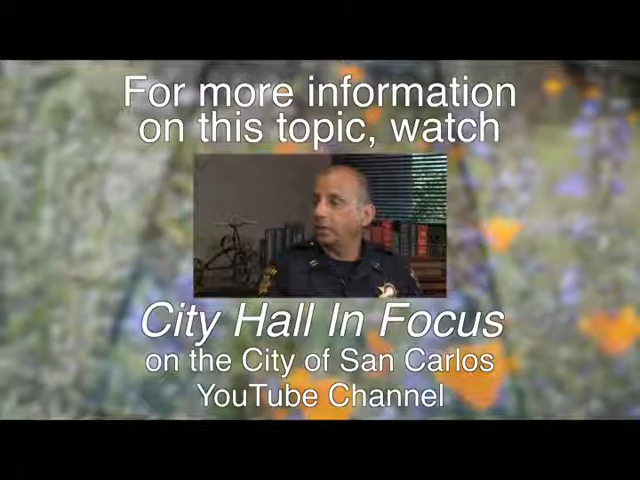 For more information
on this topic, watch
City Hall In Focus
on the City of San Carlos
YouTube Channel